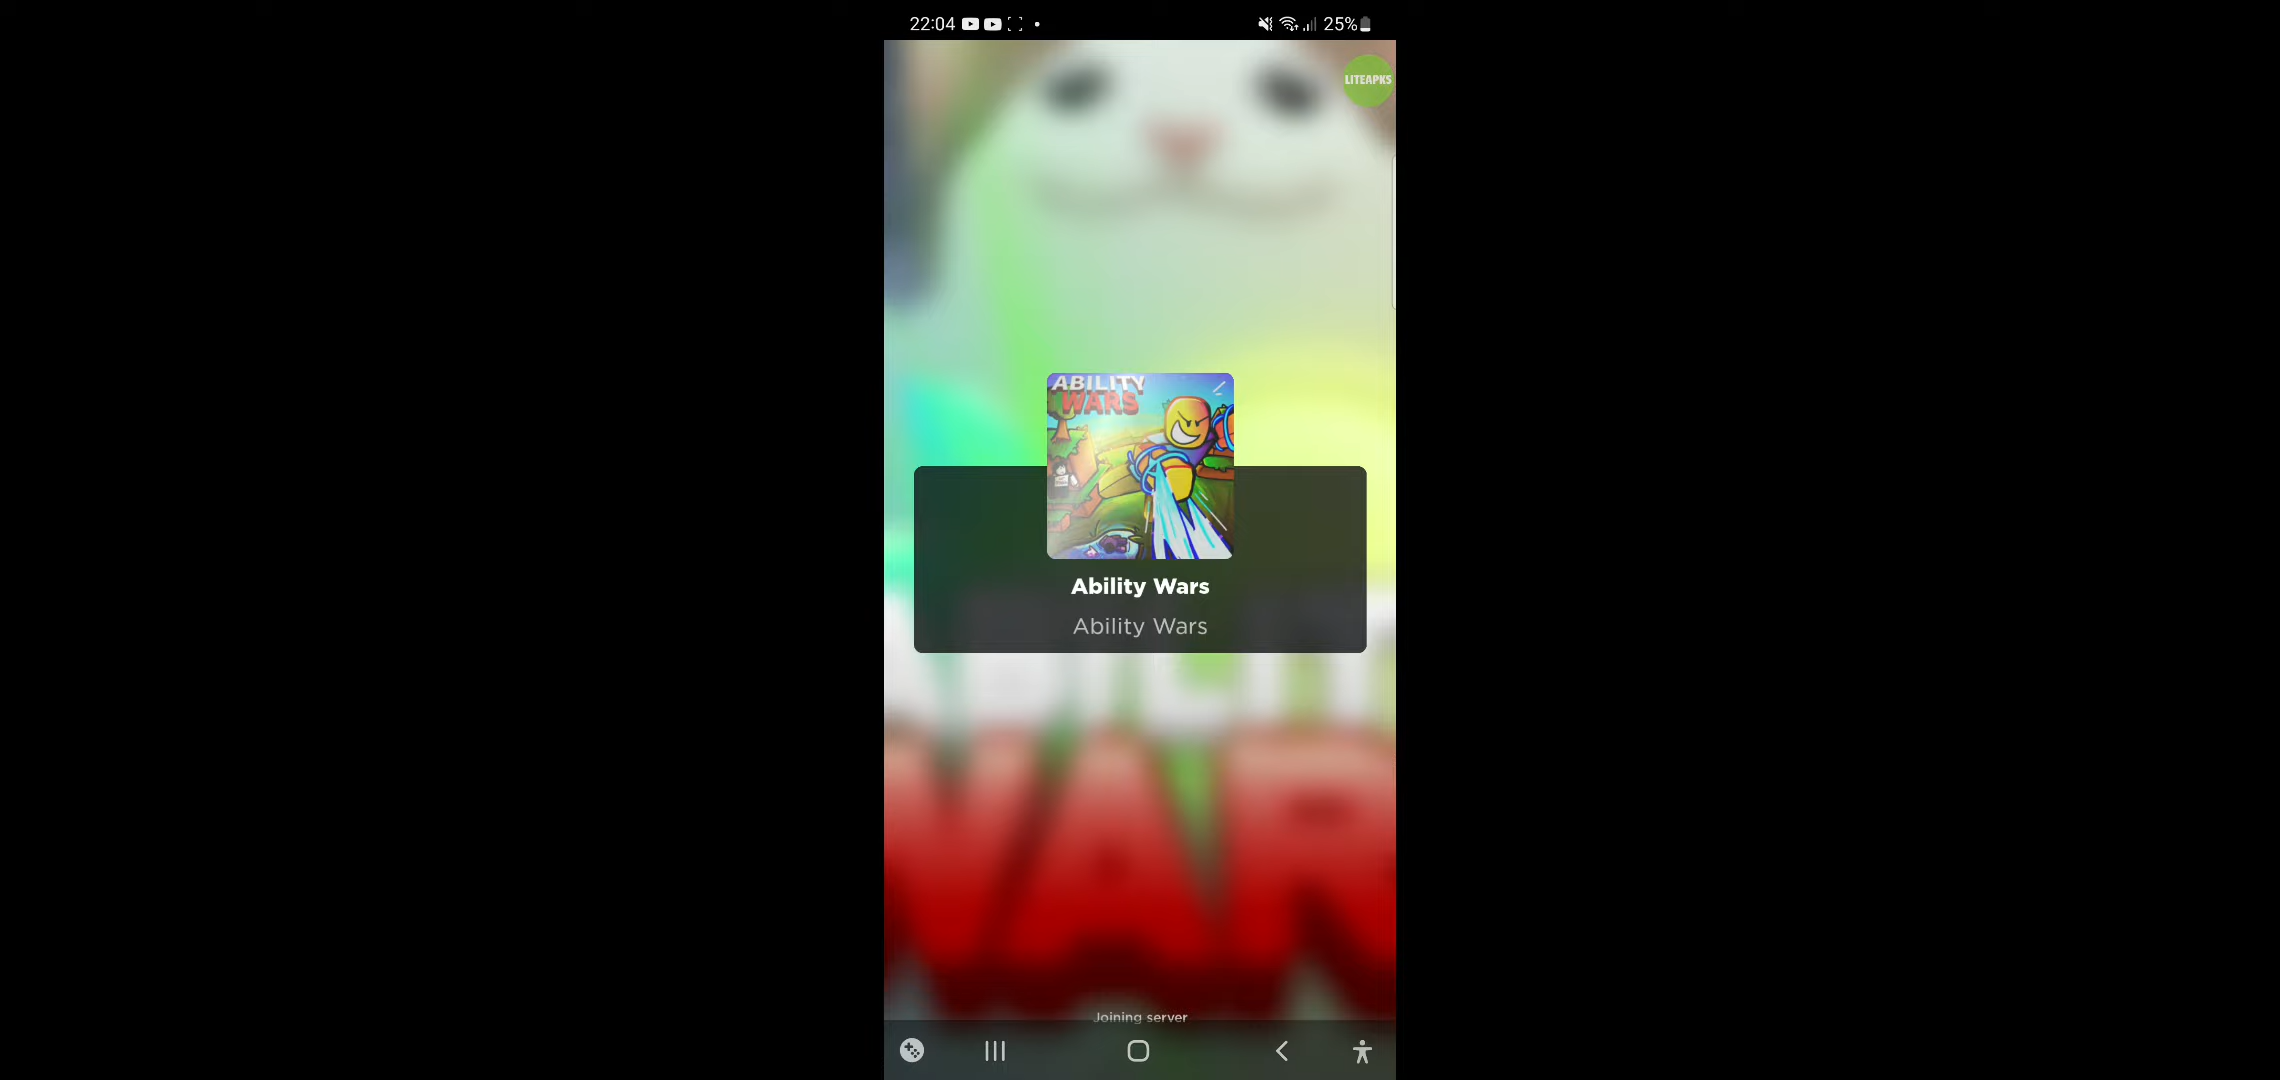 22:04
25%
LITEAPKS
ABILITY
WARS
Ability Wars
Ability Wars
Joining server